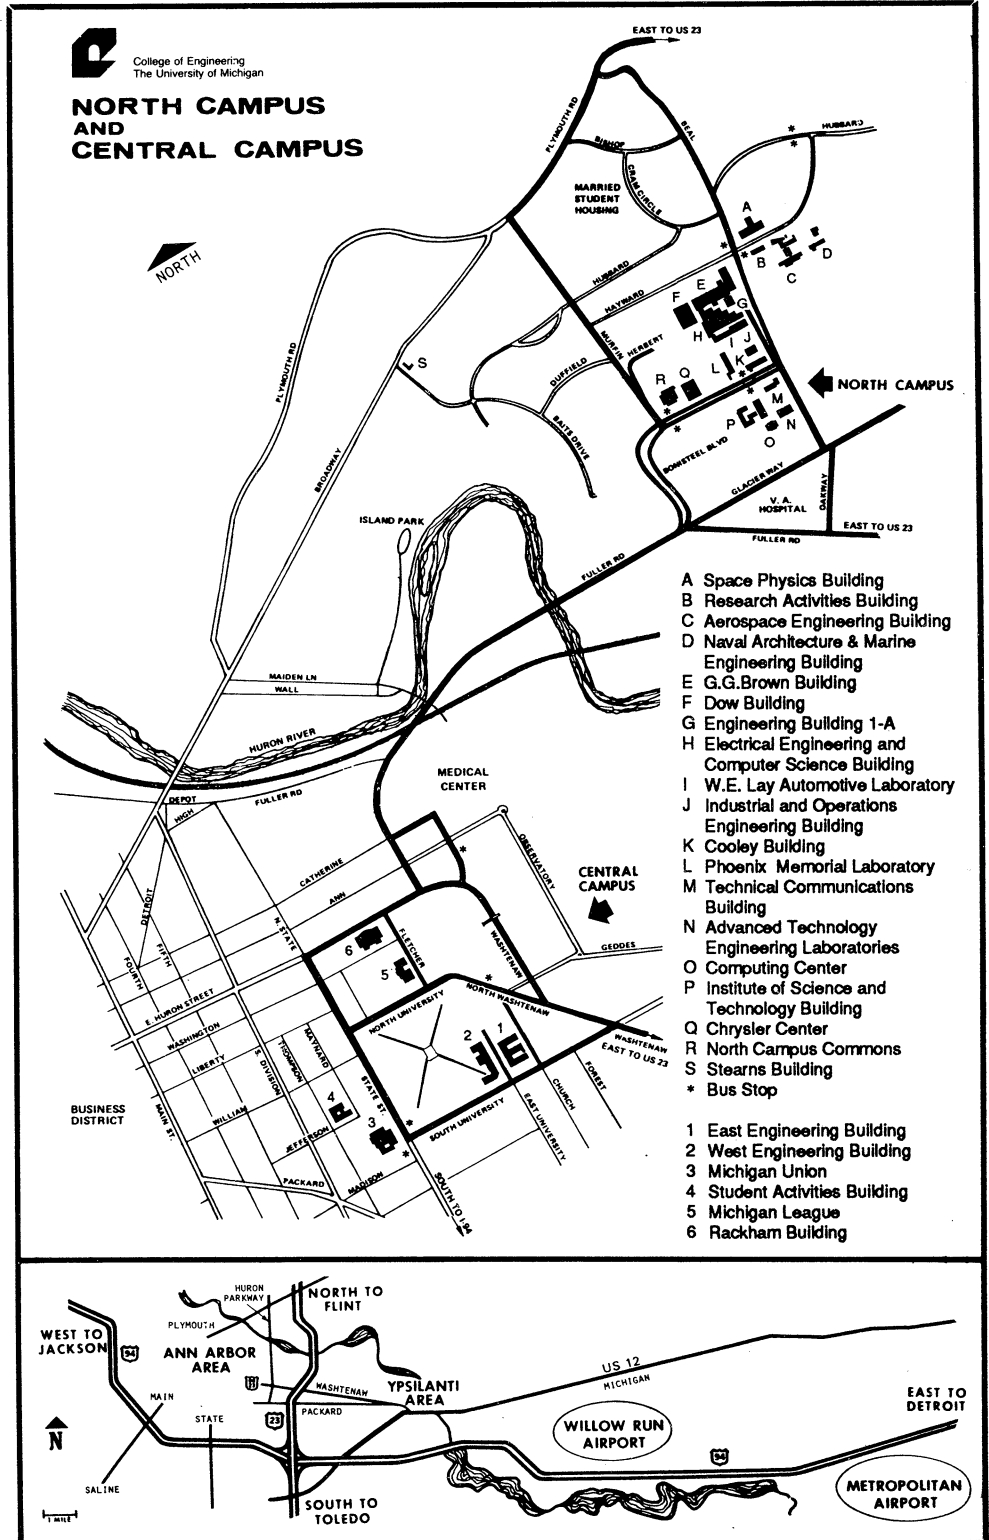 College of Engineering
The University of Michigan
NORTH CAMPUS
AND
CENTRAL CAMPUS
EAST TO US 23
PLYMOUTH RD
BISHOP
BEAL
HUBBARD
CRAM CIRCLE
MARRIED
STUDENT
HOUSING
NORTH
A
B
C
D
HUBBARD
HAYWARD
E
F
G
H
I
J
K
L
MURFIN
HERBERT
PLYMOUTH RD
S
DUFFIELD
R
Q
M
N
P
O
NORTH CAMPUS
BAITS DRIVE
BONISTEEL BLVD
BROADWAY
GLACIER WAY
OAKWAY
V. A.
HOSPITAL
ISLAND PARK
EAST TO US 23
FULLER RD
FULLER RD
A Space Physics Building
B Research Activities Building
C Aerospace Engineering Building
D Naval Architecture & Marine
Engineering Building
E G.G.Brown Building
F Dow Building
G Engineering Building 1-A
H Electrical Engineering and
Computer Science Building
I W.E. Lay Automotive Laboratory
J Industrial and Operations
Engineering Building
K Cooley Building
L Phoenix Memorial Laboratory
M Technical Communications
Building
N Advanced Technology
Engineering Laboratories
O Computing Center
P Institute of Science and
Technology Building
Q Chrysler Center
R North Campus Commons
S Stearns Building
* Bus Stop
1 East Engineering Building
2 West Engineering Building
3 Michigan Union
4 Student Activities Building
5 Michigan League
6 Rackham Building
MAIDEN LN
WALL
HURON RIVER
MEDICAL
CENTER
DEPOT
HIGH
FULLER RD
CATHERINE
ANN
OBSERVATORY
CENTRAL
CAMPUS
DETROIT
N. STATE
FIFTH
FOURTH
6
5
FLETCHER
WASHTENAW
GEDDES
E. HURON STREET
WASHINGTON
LIBERTY
NORTH UNIVERSITY
NORTH WASHTENAW
WASHTENAW
EAST TO US 23
MAYNARD
THOMPSON
S. DIVISION
2
1
STATE ST.
FOREST
CHURCH
EAST UNIVERSITY
SOUTH UNIVERSITY
BUSINESS
DISTRICT
MAIN ST.
WILLIAM
4
3
JEFFERSON
PACKARD
MADISON
SOUTH TO I-94
HURON
PARKWAY
NORTH TO
FLINT
PLYMOUTH
WEST TO
JACKSON
94
ANN ARBOR
AREA
WASHTENAW
YPSILANTI
AREA
US 12
MICHIGAN
EAST TO
DETROIT
MAIN
STATE
23
PACKARD
WILLOW RUN
AIRPORT
N
94
SALINE
METROPOLITAN
AIRPORT
1 MILE
SOUTH TO
TOLEDO